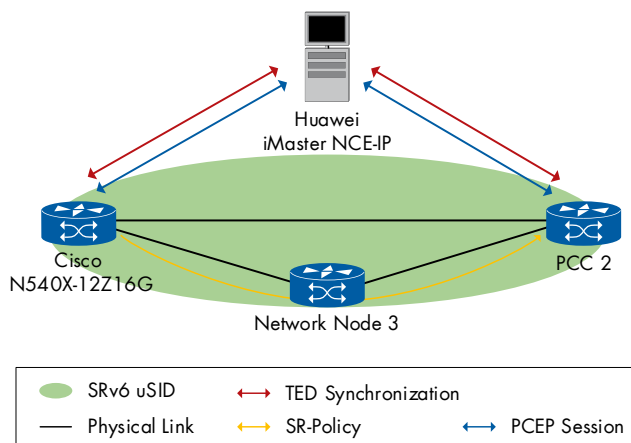 Huawei
iMaster NCE-IP
Cisco
N540X-12Z16G
PCC 2
Network Node 3
SRv6 uSID
TED Synchronization
Physical Link
SR-Policy
PCEP Session